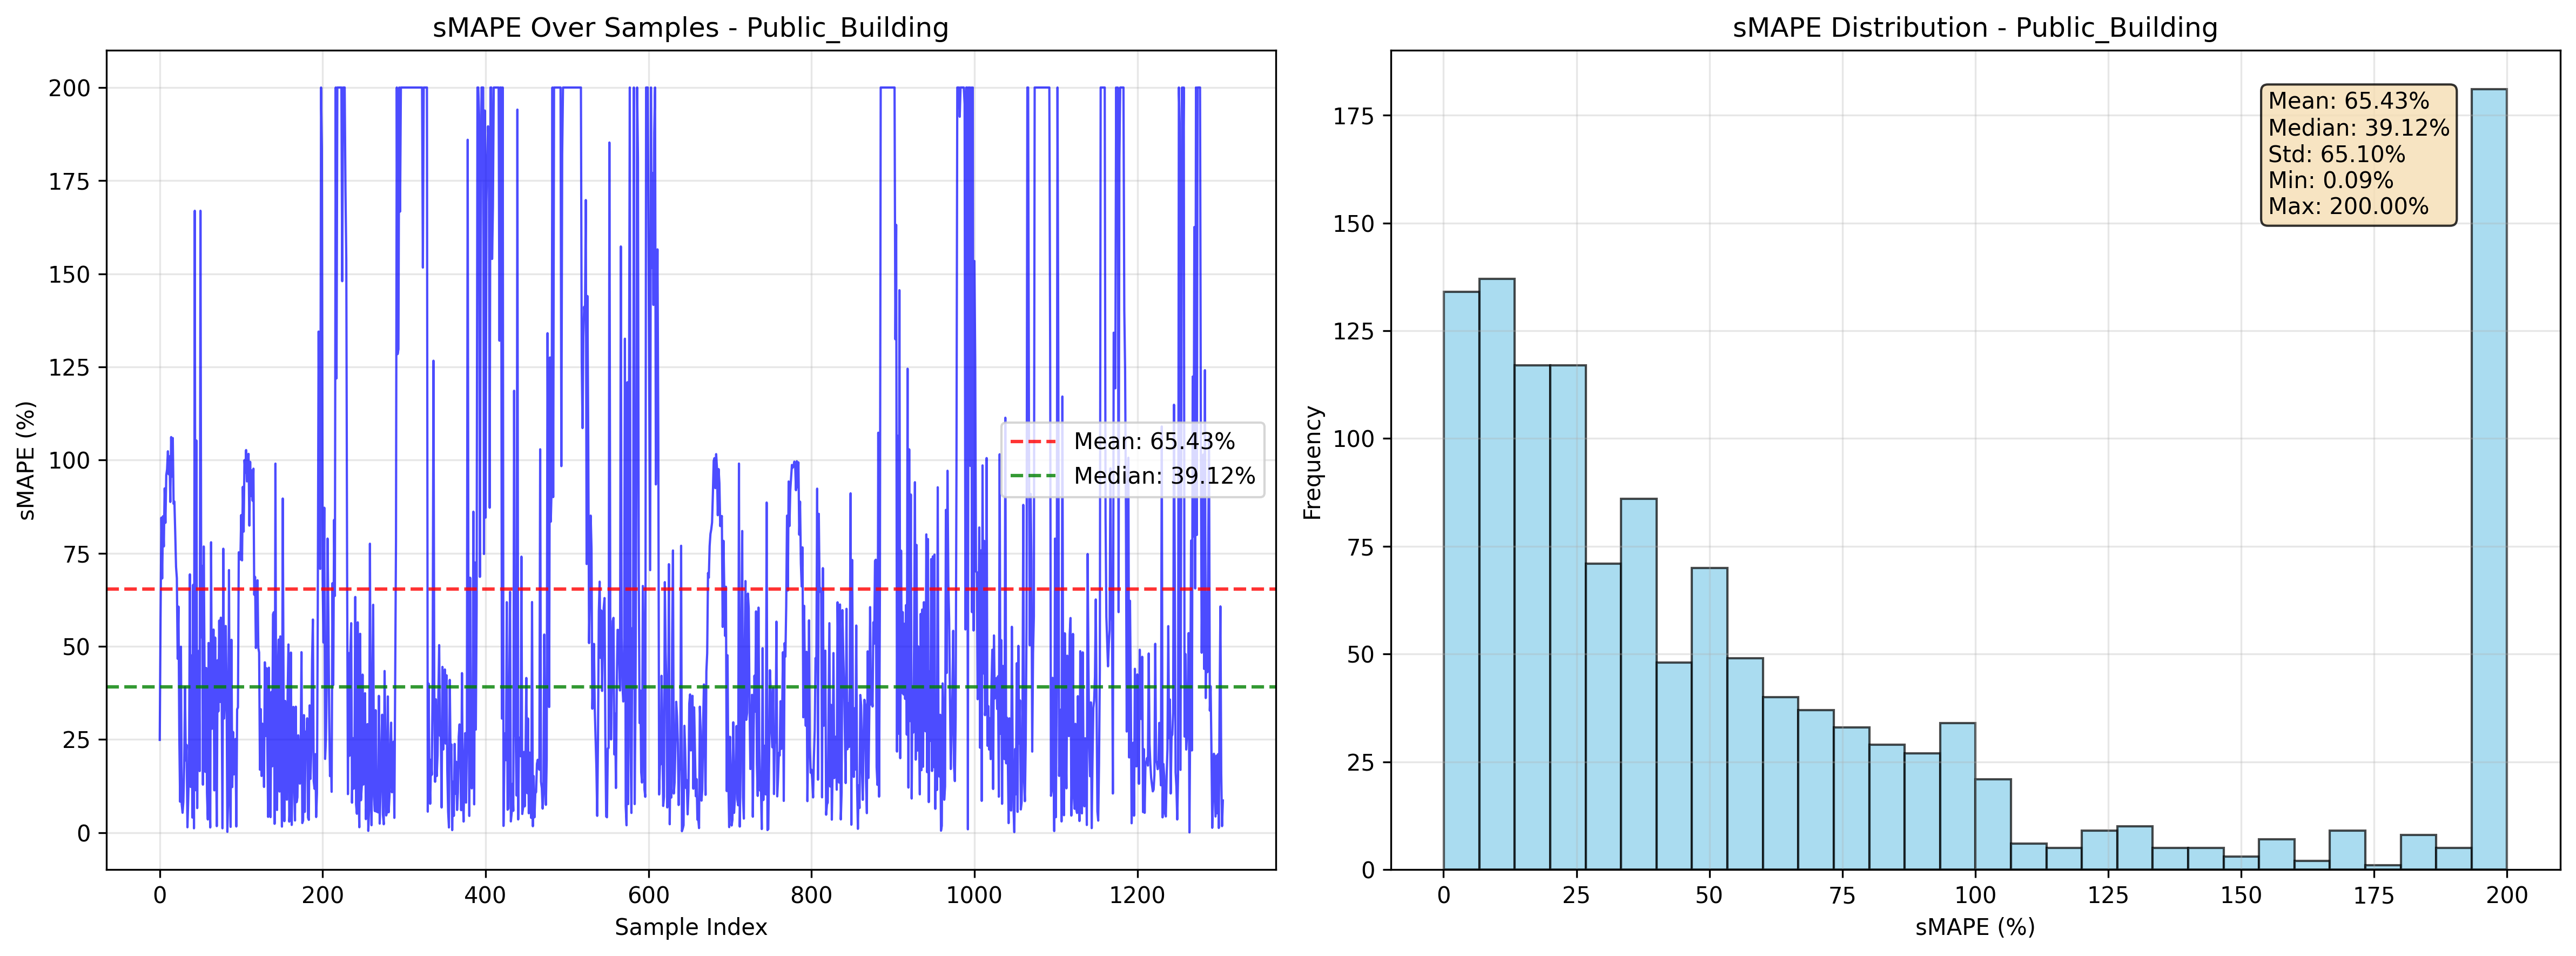 sMAPE Over Samples - Public_Building
sMAPE (%)
200
175
150
125
100
75
50
25
0
0 200 400 600 800 1000 1200
Sample Index
Mean: 65.43%
Median: 39.12%
sMAPE Distribution - Public_Building
Frequency
175
150
125
100
75
50
25
0
0 25 50 75 100 125 150 175 200
sMAPE (%)
Mean: 65.43%
Median: 39.12%
Std: 65.10%
Min: 0.09%
Max: 200.00%